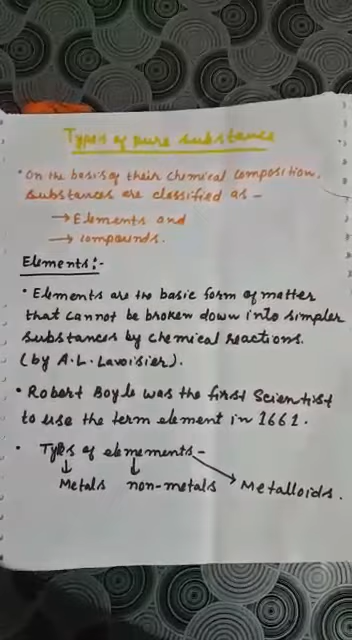 Types of pure substance
• On the basis of their chemical composition,
substances are classified as –
→ Elements and
→ compounds.
Elements:-
• Elements are the basic form of matter
that cannot be broken down into simpler
substances by chemical reactions.
(by A.L. Lavoisier).
• Robert Boyle was the first Scientist
to use the term element in 1661.
• Types of elements –
↓ ↓ ↘
Metals non-metals Metalloids.